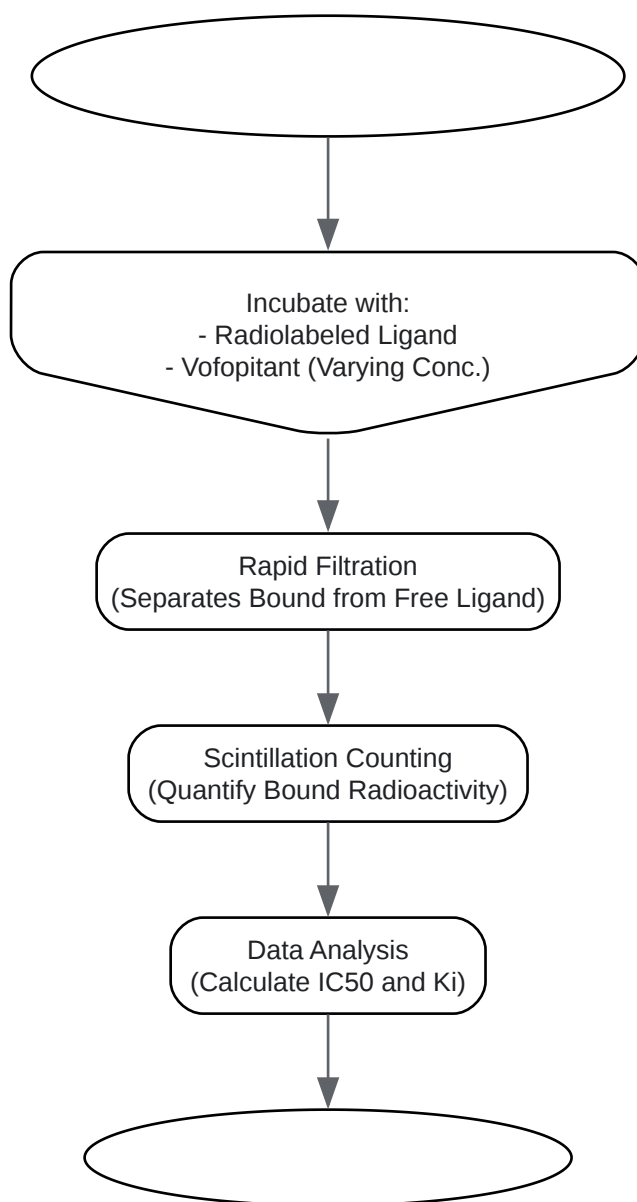 Incubate with:
- Radiolabeled Ligand
- Vofopitant (Varying Conc.)
Rapid Filtration
(Separates Bound from Free Ligand)
Scintillation Counting
(Quantify Bound Radioactivity)
Data Analysis
(Calculate IC50 and Ki)